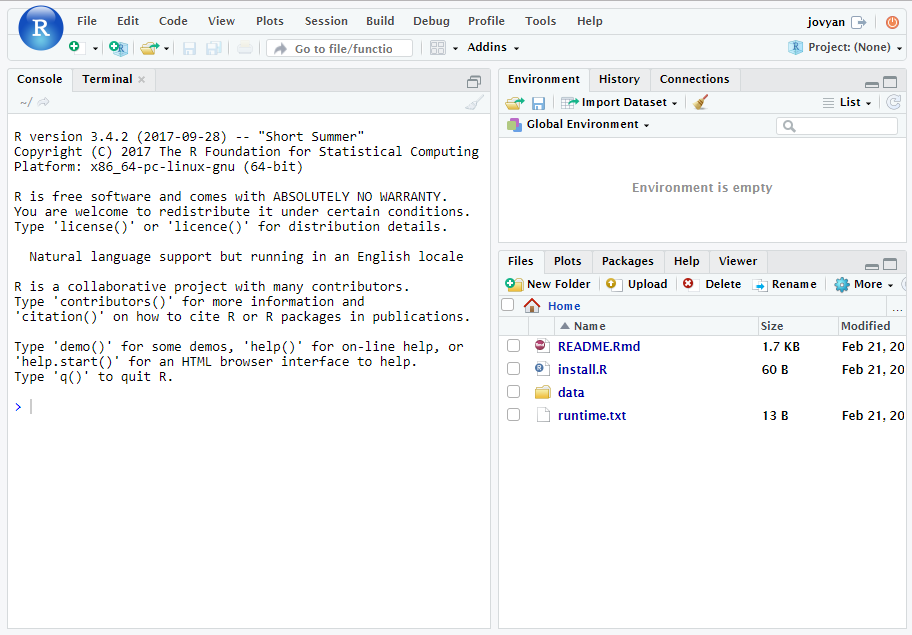 R File Edit Code View Plots Session Build Debug Profile Tools Help jovyan
Go to file/functio Addins Project: (None)
Console Terminal
~/
R version 3.4.2 (2017-09-28) -- "Short Summer"
Copyright (C) 2017 The R Foundation for Statistical Computing
Platform: x86_64-pc-linux-gnu (64-bit)
R is free software and comes with ABSOLUTELY NO WARRANTY.
You are welcome to redistribute it under certain conditions.
Type 'license()' or 'licence()' for distribution details.
Natural language support but running in an English locale
R is a collaborative project with many contributors.
Type 'contributors()' for more information and
'citation()' on how to cite R or R packages in publications.
Type 'demo()' for some demos, 'help()' for on-line help, or
'help.start()' for an HTML browser interface to help.
Type 'q()' to quit R.
>
Environment History Connections
Import Dataset List
Global Environment
Environment is empty
Files Plots Packages Help Viewer
New Folder Upload Delete Rename More
Home ...
Name Size Modified
README.Rmd 1.7 KB Feb 21, 20
install.R 60 B Feb 21, 20
data
runtime.txt 13 B Feb 21, 20